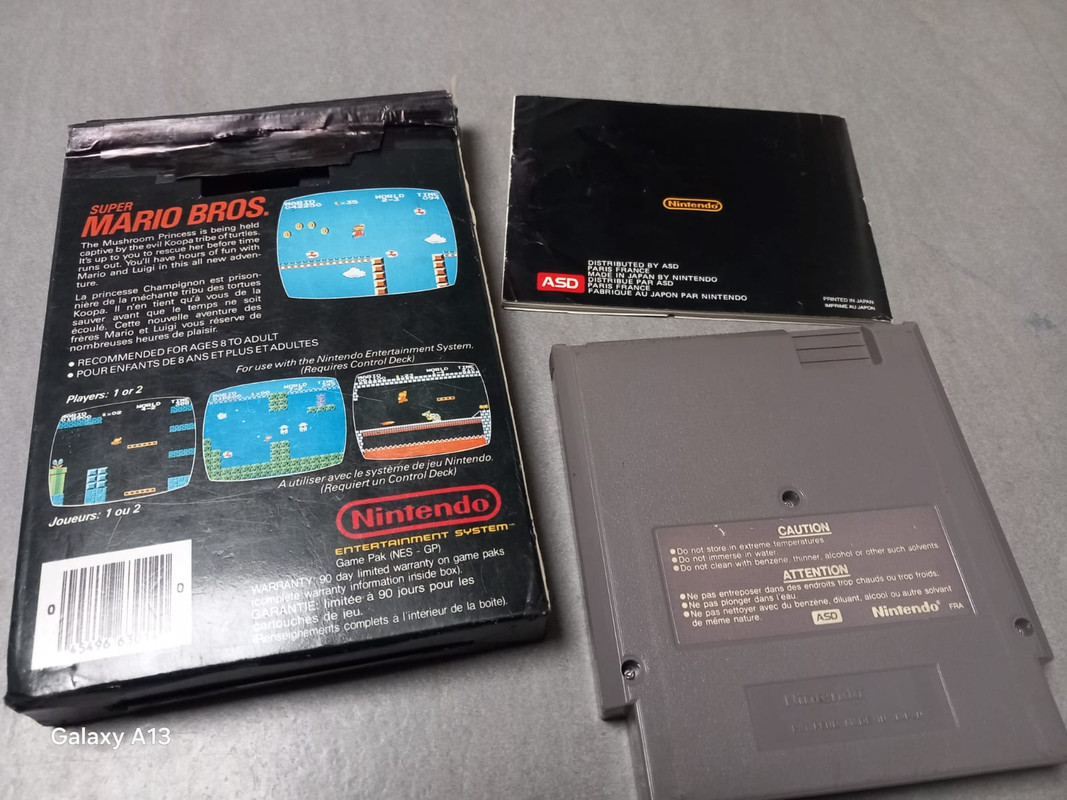 SUPER
MARIO BROS.
The Mushroom Princess is being held
captive by the evil Koopa tribe of turtles.
It's up to you to rescue her before time
runs out. You'll have hours of fun with
Mario and Luigi in this all new adven-
ture.
La princesse Champignon est prison-
nière de la méchante tribu des tortues
Koopa. Il n'en tient qu'à vous de la
sauver avant que le temps ne soit
écoulé. Cette nouvelle aventure des
frères Mario et Luigi vous réserve de
nombreuses heures de plaisir.
● RECOMMENDED FOR AGES 8 TO ADULT
● POUR ENFANTS DE 8 ANS ET PLUS ET ADULTES
MARIO WORLD TIME
For use with the Nintendo Entertainment System.
(Requires Control Deck)
Players: 1 or 2
A utiliser avec le système de jeu Nintendo.
(Requiert un Control Deck)
Joueurs: 1 ou 2
Nintendo
ENTERTAINMENT SYSTEM™
Game Pak (NES - GP)
WARRANTY: 90 day limited warranty on game paks
(complete warranty information inside box).
GARANTIE: limitée à 90 jours pour les
cartouches de jeu.
(Renseignements complets a l'interieur de la boîte).
0 0
Nintendo
DISTRIBUTED BY ASD
PARIS FRANCE
MADE IN JAPAN BY NINTENDO
DISTRIBUE PAR ASD
PARIS FRANCE
FABRIQUE AU JAPON PAR NINTENDO
ASD
PRINTED IN JAPAN
IMPRIME AU JAPON
CAUTION
●Do not store in extreme temperatures.
●Do not immerse in water.
●Do not clean with benzene, thinner, alcohol or other such solvents.
ATTENTION
●Ne pas entreposer dans des endroits trop chauds ou trop froids.
●Ne pas plonger dans l'eau.
●Ne pas nettoyer avec du benzene, diluant, alcool ou autre solvant
de même nature.
ASD Nintendo® FRA
Nintendo
Galaxy A13